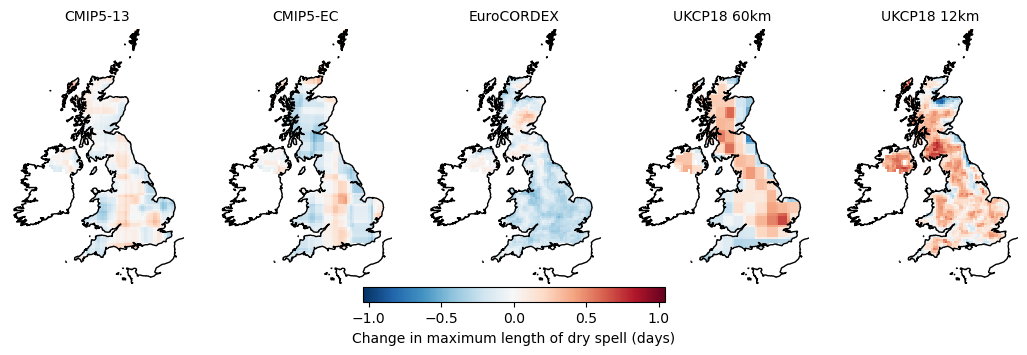 CMIP5-13 CMIP5-EC EuroCORDEX UKCP18 60km UKCP18 12km
−1.0 −0.5 0.0 0.5 1.0
Change in maximum length of dry spell (days)